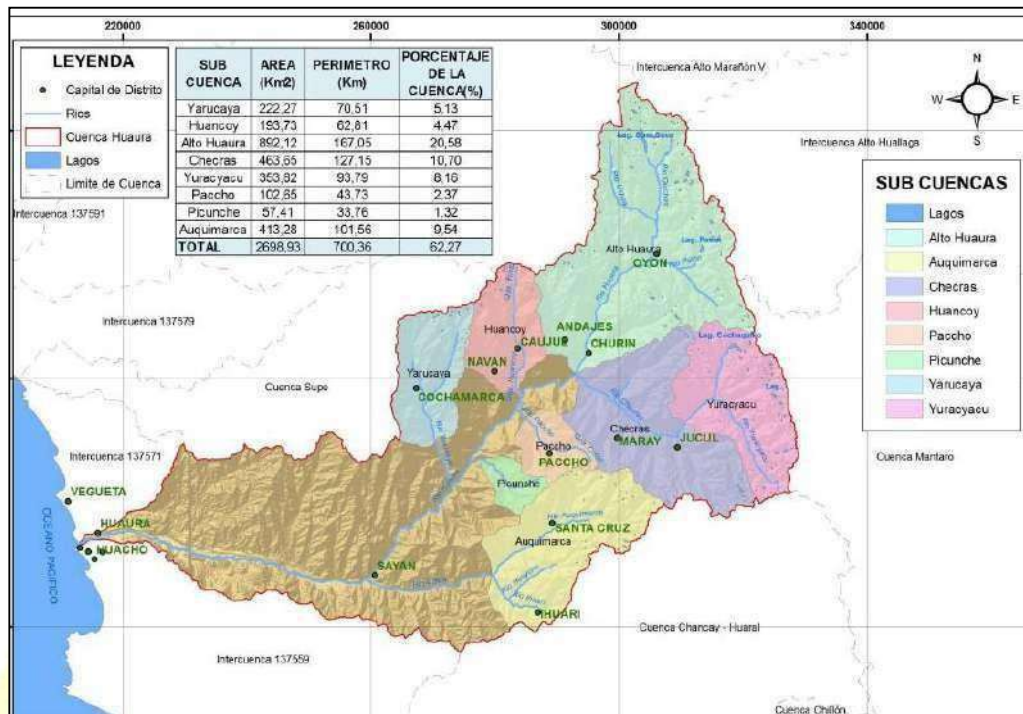 220000 260000 300000 340000
LEYENDA
Capital de Distrito
Rios
Cuenca Huaura
Lagos
Limite de Cuenca
SUB CUENCA AREA (Km2) PERIMETRO (Km) PORCENTAJE DE LA CUENCA(%)
Yarucaya 222,27 70,51 5,13
Huancoy 193,73 62,81 4,47
Alto Huaura 892,12 167,05 20,58
Checras 463,65 127,15 10,70
Yuracyacu 353,82 93,79 8,16
Paccho 102,65 43,73 2,37
Picunche 57,41 33,76 1,32
Auquimarca 413,28 101,56 9,54
TOTAL 2698,93 700,36 62,27
Intercuenca Alto Marañón V
N
W E
S
Intercuenca Alto Huallaga
SUB CUENCAS
Lagos
Alto Huaura
Auquimarca
Checras
Huancoy
Paccho
Picunche
Yarucaya
Yuracyacu
Intercuenca 137591
Intercuenca 137579
Cuenca Supe
Intercuenca 137571
Intercuenca 137559
Cuenca Mantaro
Cuenca Chancay - Huaral
Cuenca Chillón
OCEANO PACIFICO
Alto Huaura
OYON
Huancoy
ANDAJES
CAUJUL
CHURIN
NAVAN
Yarucaya
COCHAMARCA
Yuracyacu
Checras
MARAY
JUCUL
Paccho
PACCHO
Picunche
VEGUETA
HUAURA
HUACHO
SAYAN
SANTA CRUZ
Auquimarca
IHUARI